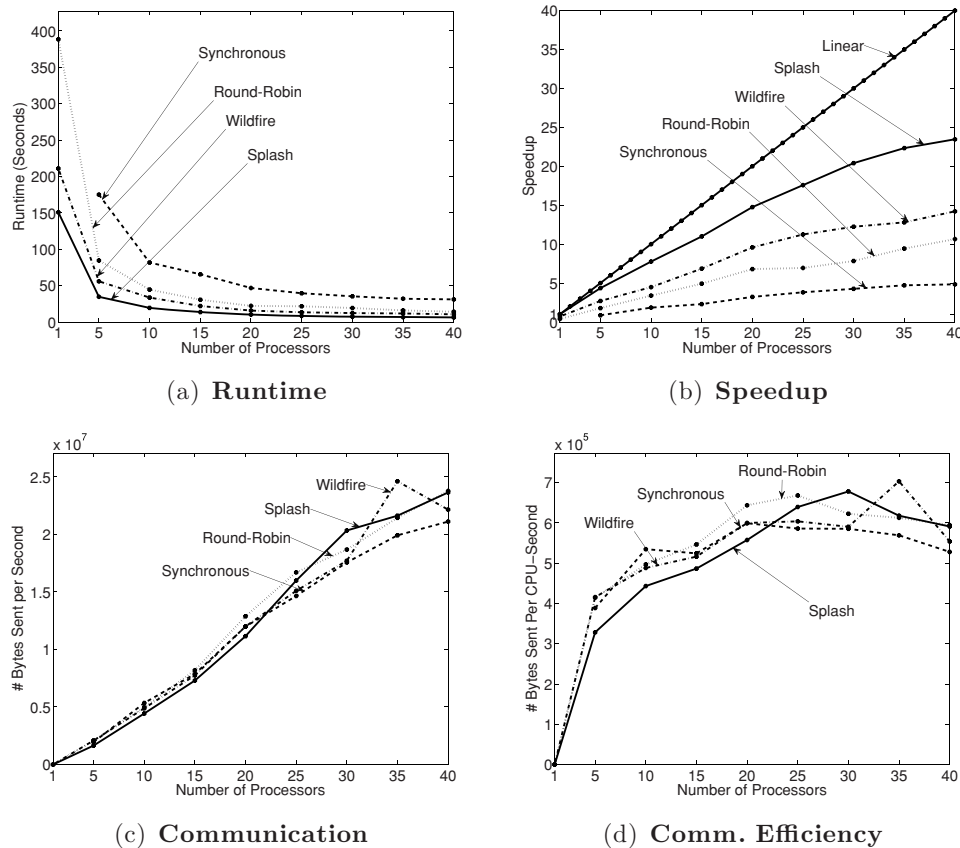 400
350
300
250
200
150
100
50
0
Runtime (Seconds)
Synchronous
Round-Robin
Wildfire
Splash
1 5 10 15 20 25 30 35 40
Number of Processors
(a) Runtime
40
35
30
25
20
15
10
5
1
0
Speedup
Linear
Splash
Wildfire
Round-Robin
Synchronous
1 5 10 15 20 25 30 35 40
Number of Processors
(b) Speedup
x 10^7
2.5
2
1.5
1
0.5
0
# Bytes Sent per Second
Wildfire
Splash
Round-Robin
Synchronous
1 5 10 15 20 25 30 35 40
Number of Processors
(c) Communication
x 10^5
7
6
5
4
3
2
1
0
# Bytes Sent Per CPU-Second
Round-Robin
Synchronous
Wildfire
Splash
1 5 10 15 20 25 30 35 40
Number of Processors
(d) Comm. Efficiency